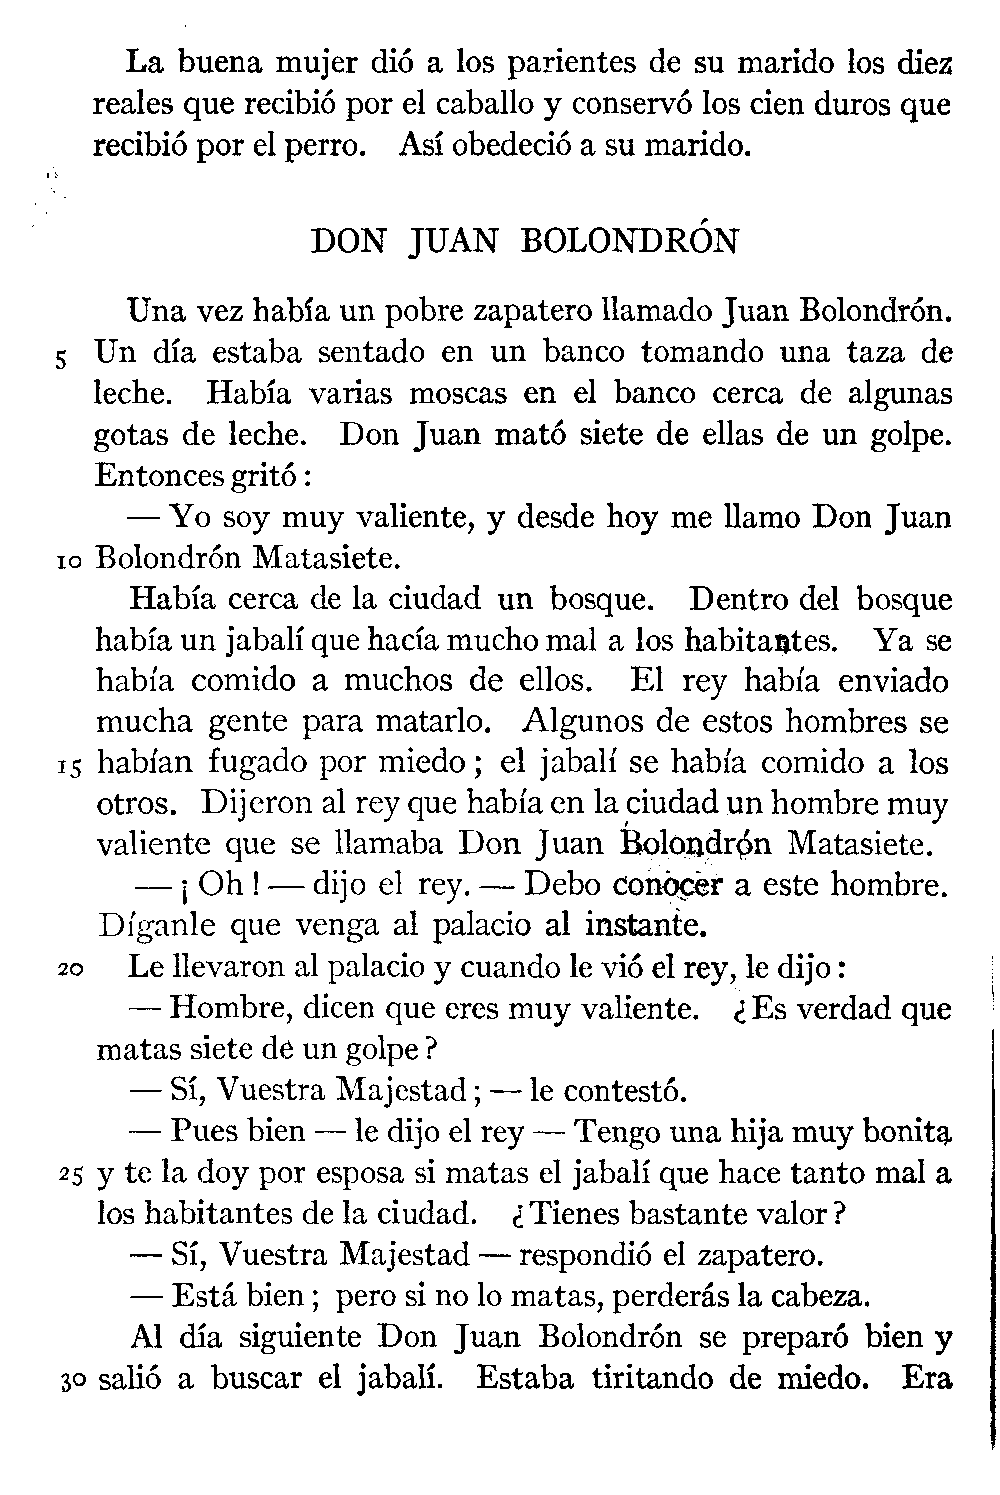 La buena mujer dió a los parientes de su marido los diez
reales que recibió por el caballo y conservó los cien duros que
recibió por el perro. Así obedeció a su marido.
DON JUAN BOLONDRÓN
Una vez había un pobre zapatero llamado Juan Bolondrón.
5 Un día estaba sentado en un banco tomando una taza de
leche. Había varias moscas en el banco cerca de algunas
gotas de leche. Don Juan mató siete de ellas de un golpe.
Entonces gritó :
— Yo soy muy valiente, y desde hoy me llamo Don Juan
10 Bolondrón Matasiete.
Había cerca de la ciudad un bosque. Dentro del bosque
había un jabalí que hacía mucho mal a los habitantes. Ya se
había comido a muchos de ellos. El rey había enviado
mucha gente para matarlo. Algunos de estos hombres se
15 habían fugado por miedo ; el jabalí se había comido a los
otros. Dijeron al rey que había en la ciudad un hombre muy
valiente que se llamaba Don Juan Bolondrón Matasiete.
— ¡ Oh ! — dijo el rey. — Debo conocer a este hombre.
Díganle que venga al palacio al instante.
20 Le llevaron al palacio y cuando le vió el rey, le dijo :
— Hombre, dicen que eres muy valiente. ¿ Es verdad que
matas siete de un golpe ?
— Sí, Vuestra Majestad ; — le contestó.
— Pues bien — le dijo el rey — Tengo una hija muy bonita
25 y te la doy por esposa si matas el jabalí que hace tanto mal a
los habitantes de la ciudad. ¿ Tienes bastante valor ?
— Sí, Vuestra Majestad — respondió el zapatero.
— Está bien ; pero si no lo matas, perderás la cabeza.
Al día siguiente Don Juan Bolondrón se preparó bien y
30 salió a buscar el jabalí. Estaba tiritando de miedo. Era